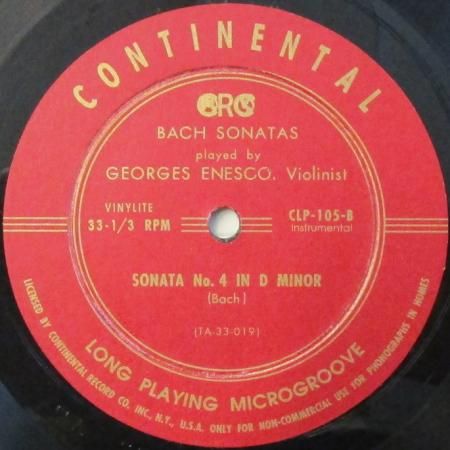 CONTINENTAL
CRC
BACH SONATAS
played by
GEORGES ENESCO, Violinist
VINYLITE
33-1/3 RPM
CLP-105-B
Instrumental
SONATA No. 4 IN D MINOR
(Bach)
(TA-33-019)
LONG PLAYING MICROGROOVE
LICENSED BY CONTINENTAL RECORD CO. INC., N.Y., U.S.A. ONLY FOR NON-COMMERCIAL USE FOR PHONOGRAPHS IN HOMES